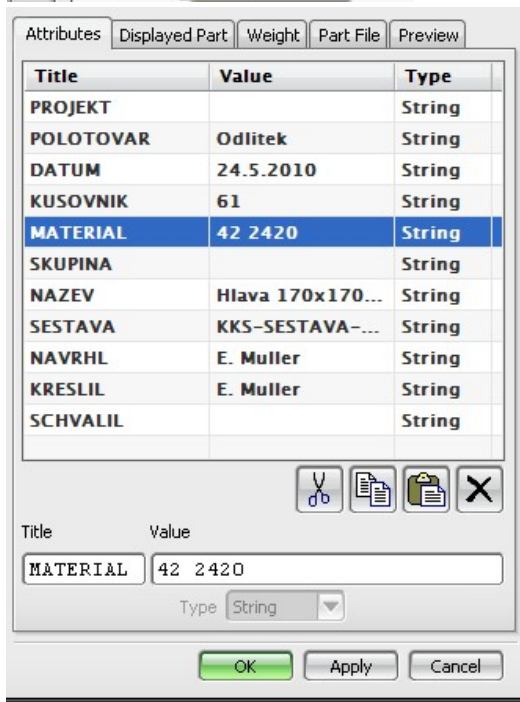 Attributes Displayed Part Weight Part File Preview
Title Value Type
PROJEKT String
POLOTOVAR Odlitek String
DATUM 24.5.2010 String
KUSOVNIK 61 String
MATERIAL 42 2420 String
SKUPINA String
NAZEV Hlava 170x170... String
SESTAVA KKS-SESTAVA-... String
NAVRHL E. Muller String
KRESLIL E. Muller String
SCHVALIL String
Title Value
MATERIAL 42 2420
Type String
OK Apply Cancel